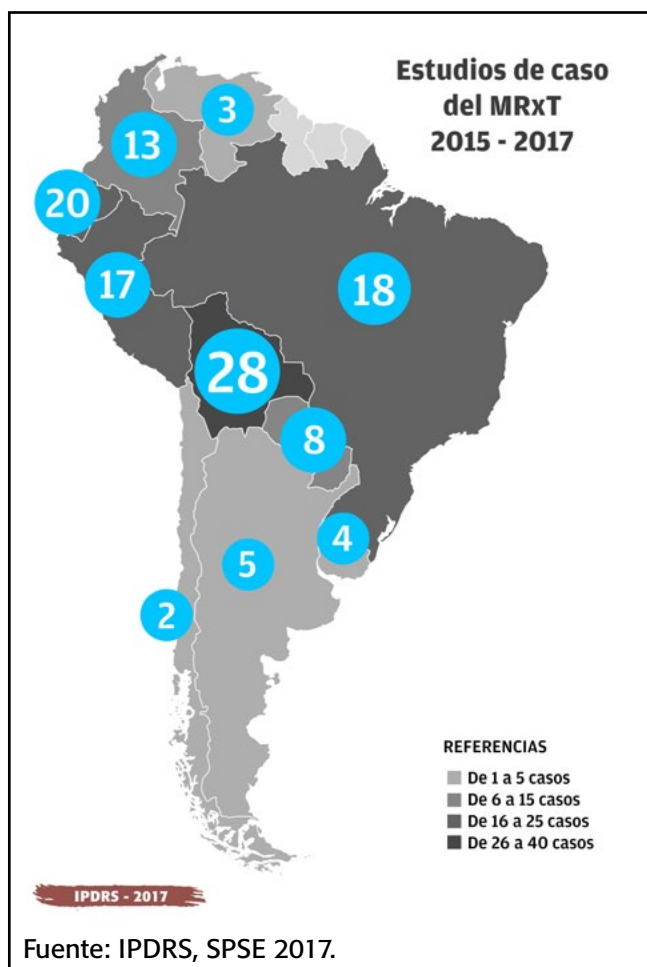 Estudios de caso
del MRxT
2015 - 2017
3
13
20
17
18
28
8
4
5
2
REFERENCIAS
De 1 a 5 casos
De 6 a 15 casos
De 16 a 25 casos
De 26 a 40 casos
IPDRS - 2017
Fuente: IPDRS, SPSE 2017.